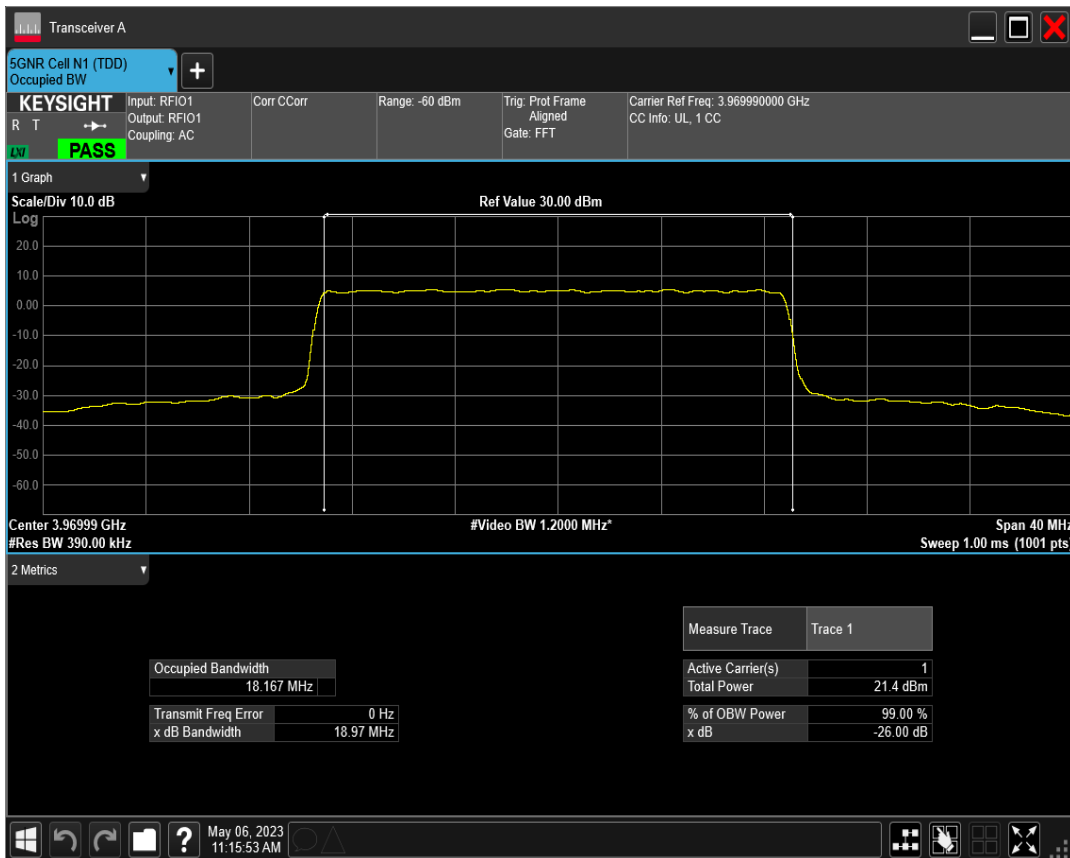 Transceiver A
5GNR Cell N1 (TDD)
Occupied BW
+
KEYSIGHT
R T
LXI
PASS
Input: RFIO1
Output: RFIO1
Coupling: AC
Corr CCorr
Range: -60 dBm
Trig: Prot Frame
Aligned
Gate: FFT
Carrier Ref Freq: 3.969990000 GHz
CC Info: UL, 1 CC
1 Graph
Scale/Div 10.0 dB
Ref Value 30.00 dBm
Log
20.0
10.0
0.00
-10.0
-20.0
-30.0
-40.0
-50.0
-60.0
Center 3.96999 GHz
#Video BW 1.2000 MHz*
Span 40 MHz
#Res BW 390.00 kHz
Sweep 1.00 ms (1001 pts)
2 Metrics
Measure Trace Trace 1
Occupied Bandwidth
18.167 MHz
Active Carrier(s) 1
Total Power 21.4 dBm
Transmit Freq Error 0 Hz
x dB Bandwidth 18.97 MHz
% of OBW Power 99.00 %
x dB -26.00 dB
?
May 06, 2023
11:15:53 AM